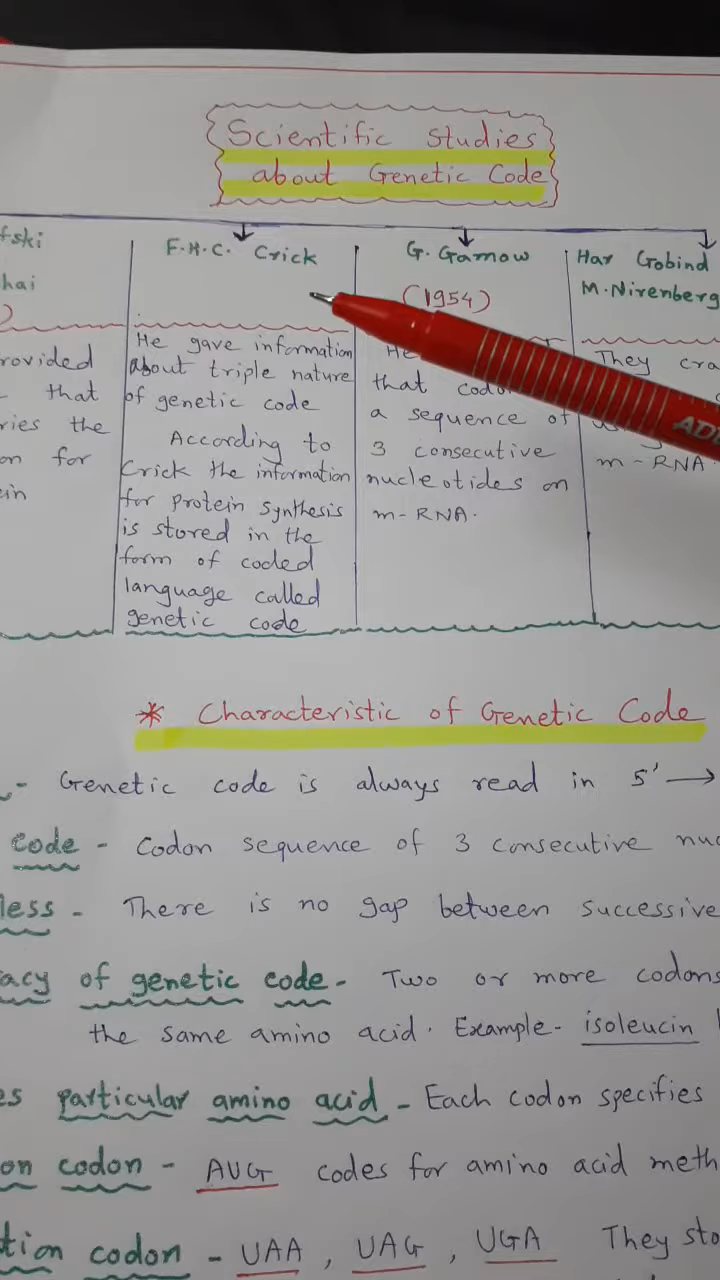 Scientific Studies
about Genetic Code
fski
hai
)
rovided
that
ries the
on for
in
F.H.C. Crick
He gave information
about triple nature
of genetic code
According to
Crick the information
for protein synthesis
is stored in the
form of coded
language called
genetic code
G. Gamow
(1954)
He
that codo
a sequence of
3 consecutive
nucleotides on
m-RNA.
Har Gobind
M. Nirenberg
They cra
m-RNA
* Characteristic of Genetic Code
- Genetic code is always read in 5' →
code - Codon sequence of 3 consecutive nuc
less - There is no gap between successive
acy of genetic code - Two or more codons
the same amino acid. Example- isoleucin
es particular amino acid - Each codon specifies
on codon - AUG codes for amino acid meth
tion codon - UAA, UAG, UGA They sto